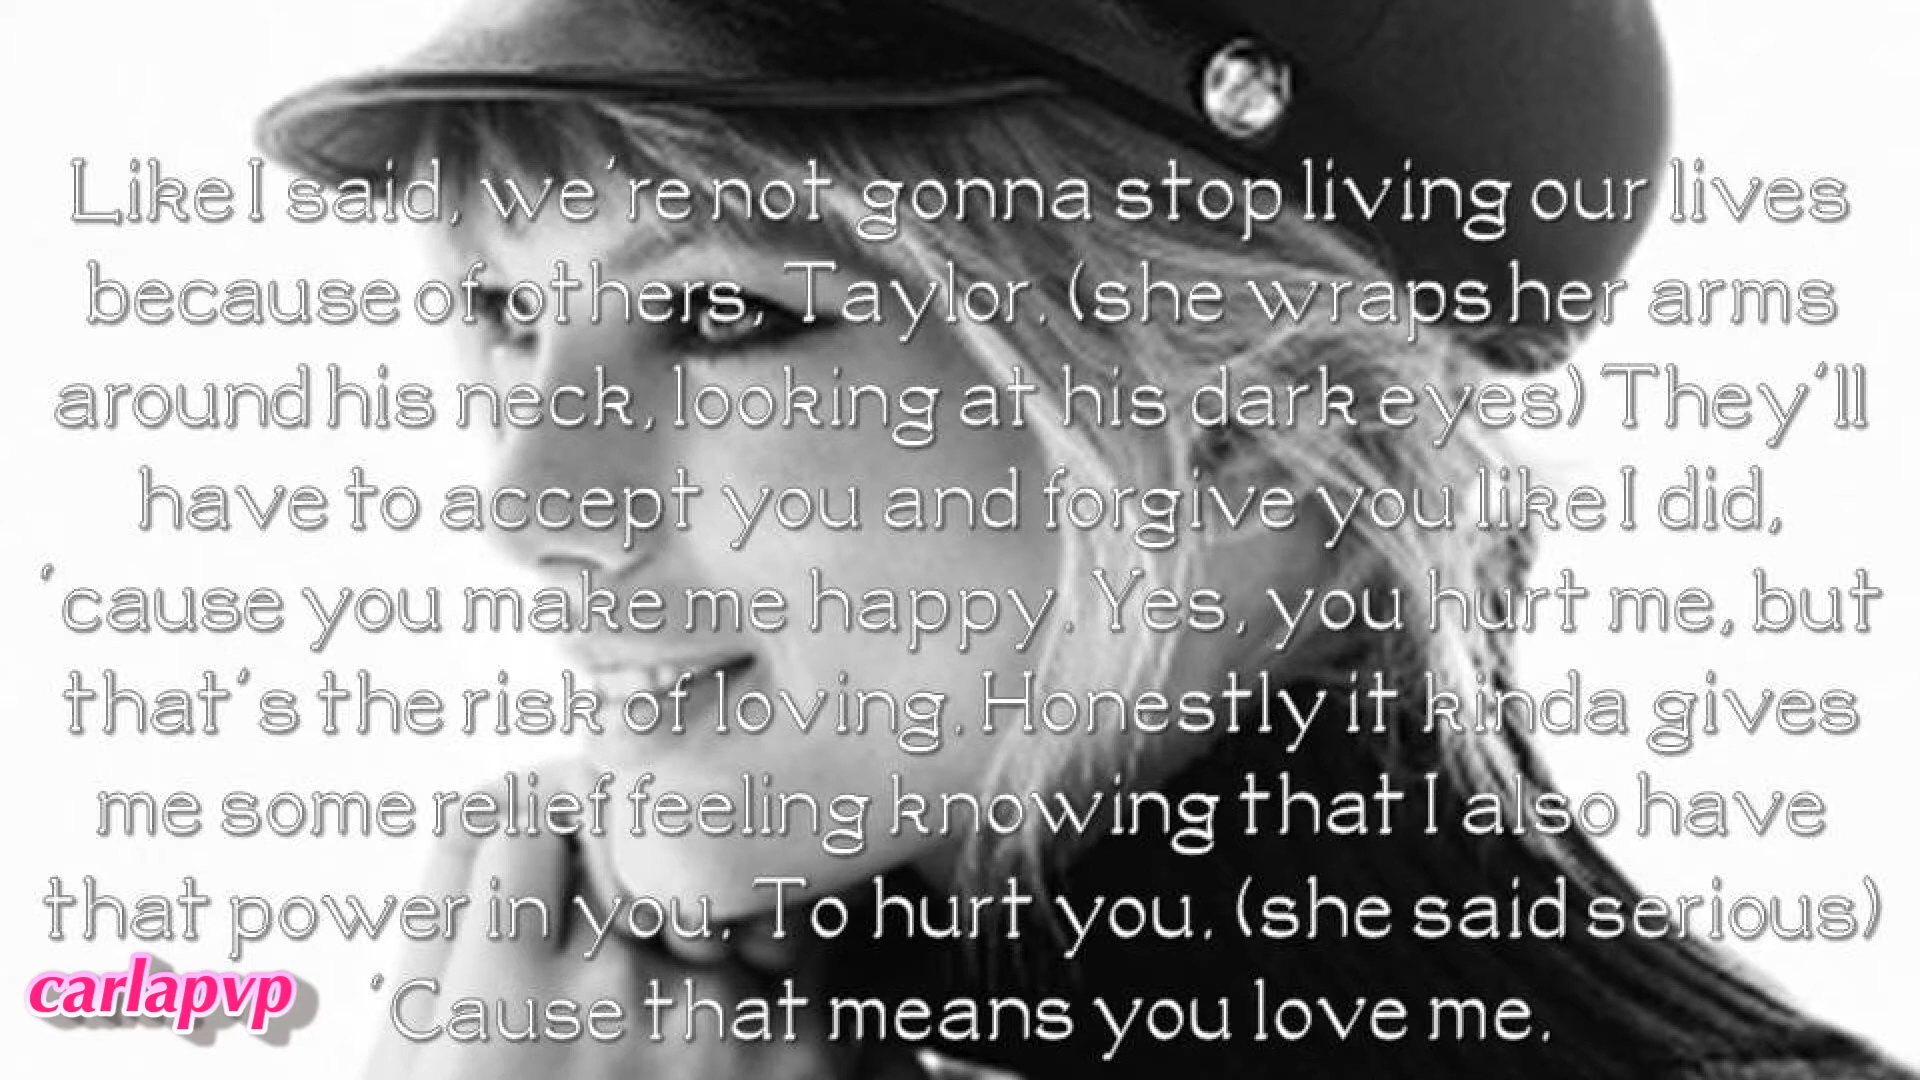 Like I said, we're not gonna stop living our lives
because of others, Taylor. (she wraps her arms
around his neck, looking at his dark eyes) They'll
have to accept you and forgive you like I did,
'cause you make me happy. Yes, you hurt me, but
that's the risk of loving. Honestly it kinda gives
me some relief feeling knowing that I also have
that power in you. To hurt you. (she said serious)
'Cause that means you love me.
carlapvp